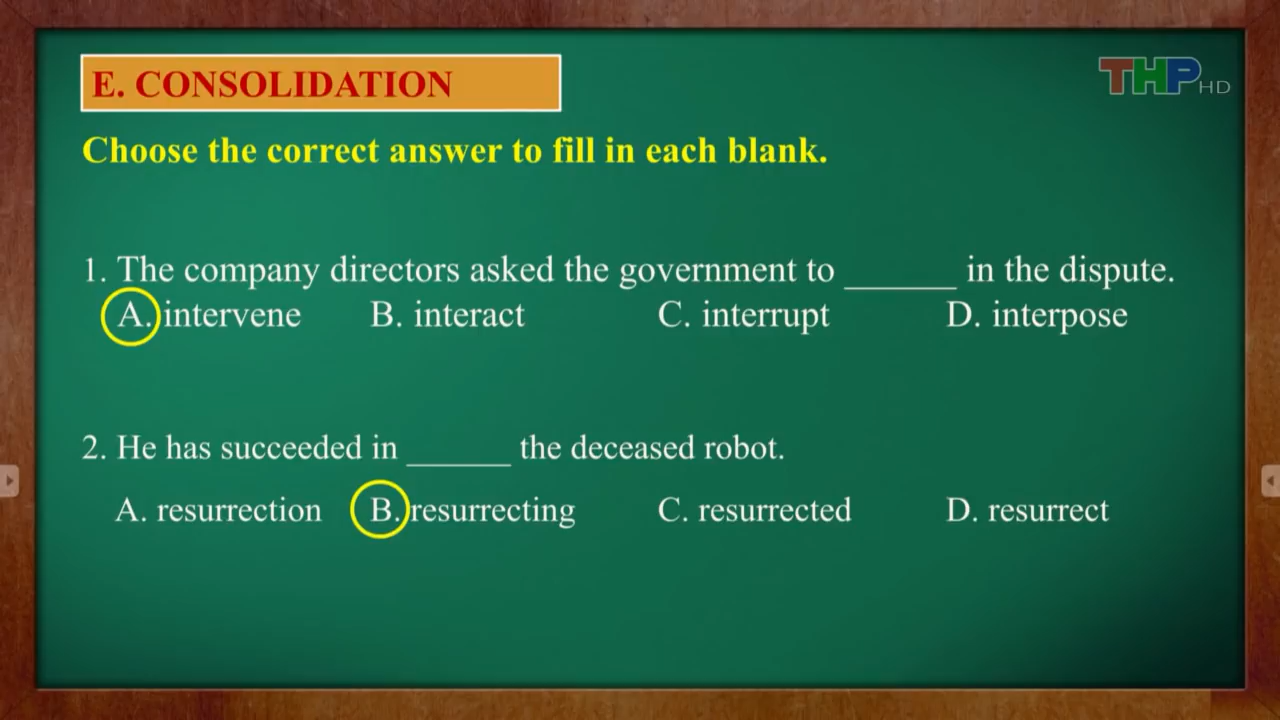 E. CONSOLIDATION
THP HD
Choose the correct answer to fill in each blank.
1. The company directors asked the government to ______ in the dispute.
A. intervene B. interact C. interrupt D. interpose
2. He has succeeded in ______ the deceased robot.
A. resurrection B. resurrecting C. resurrected D. resurrect